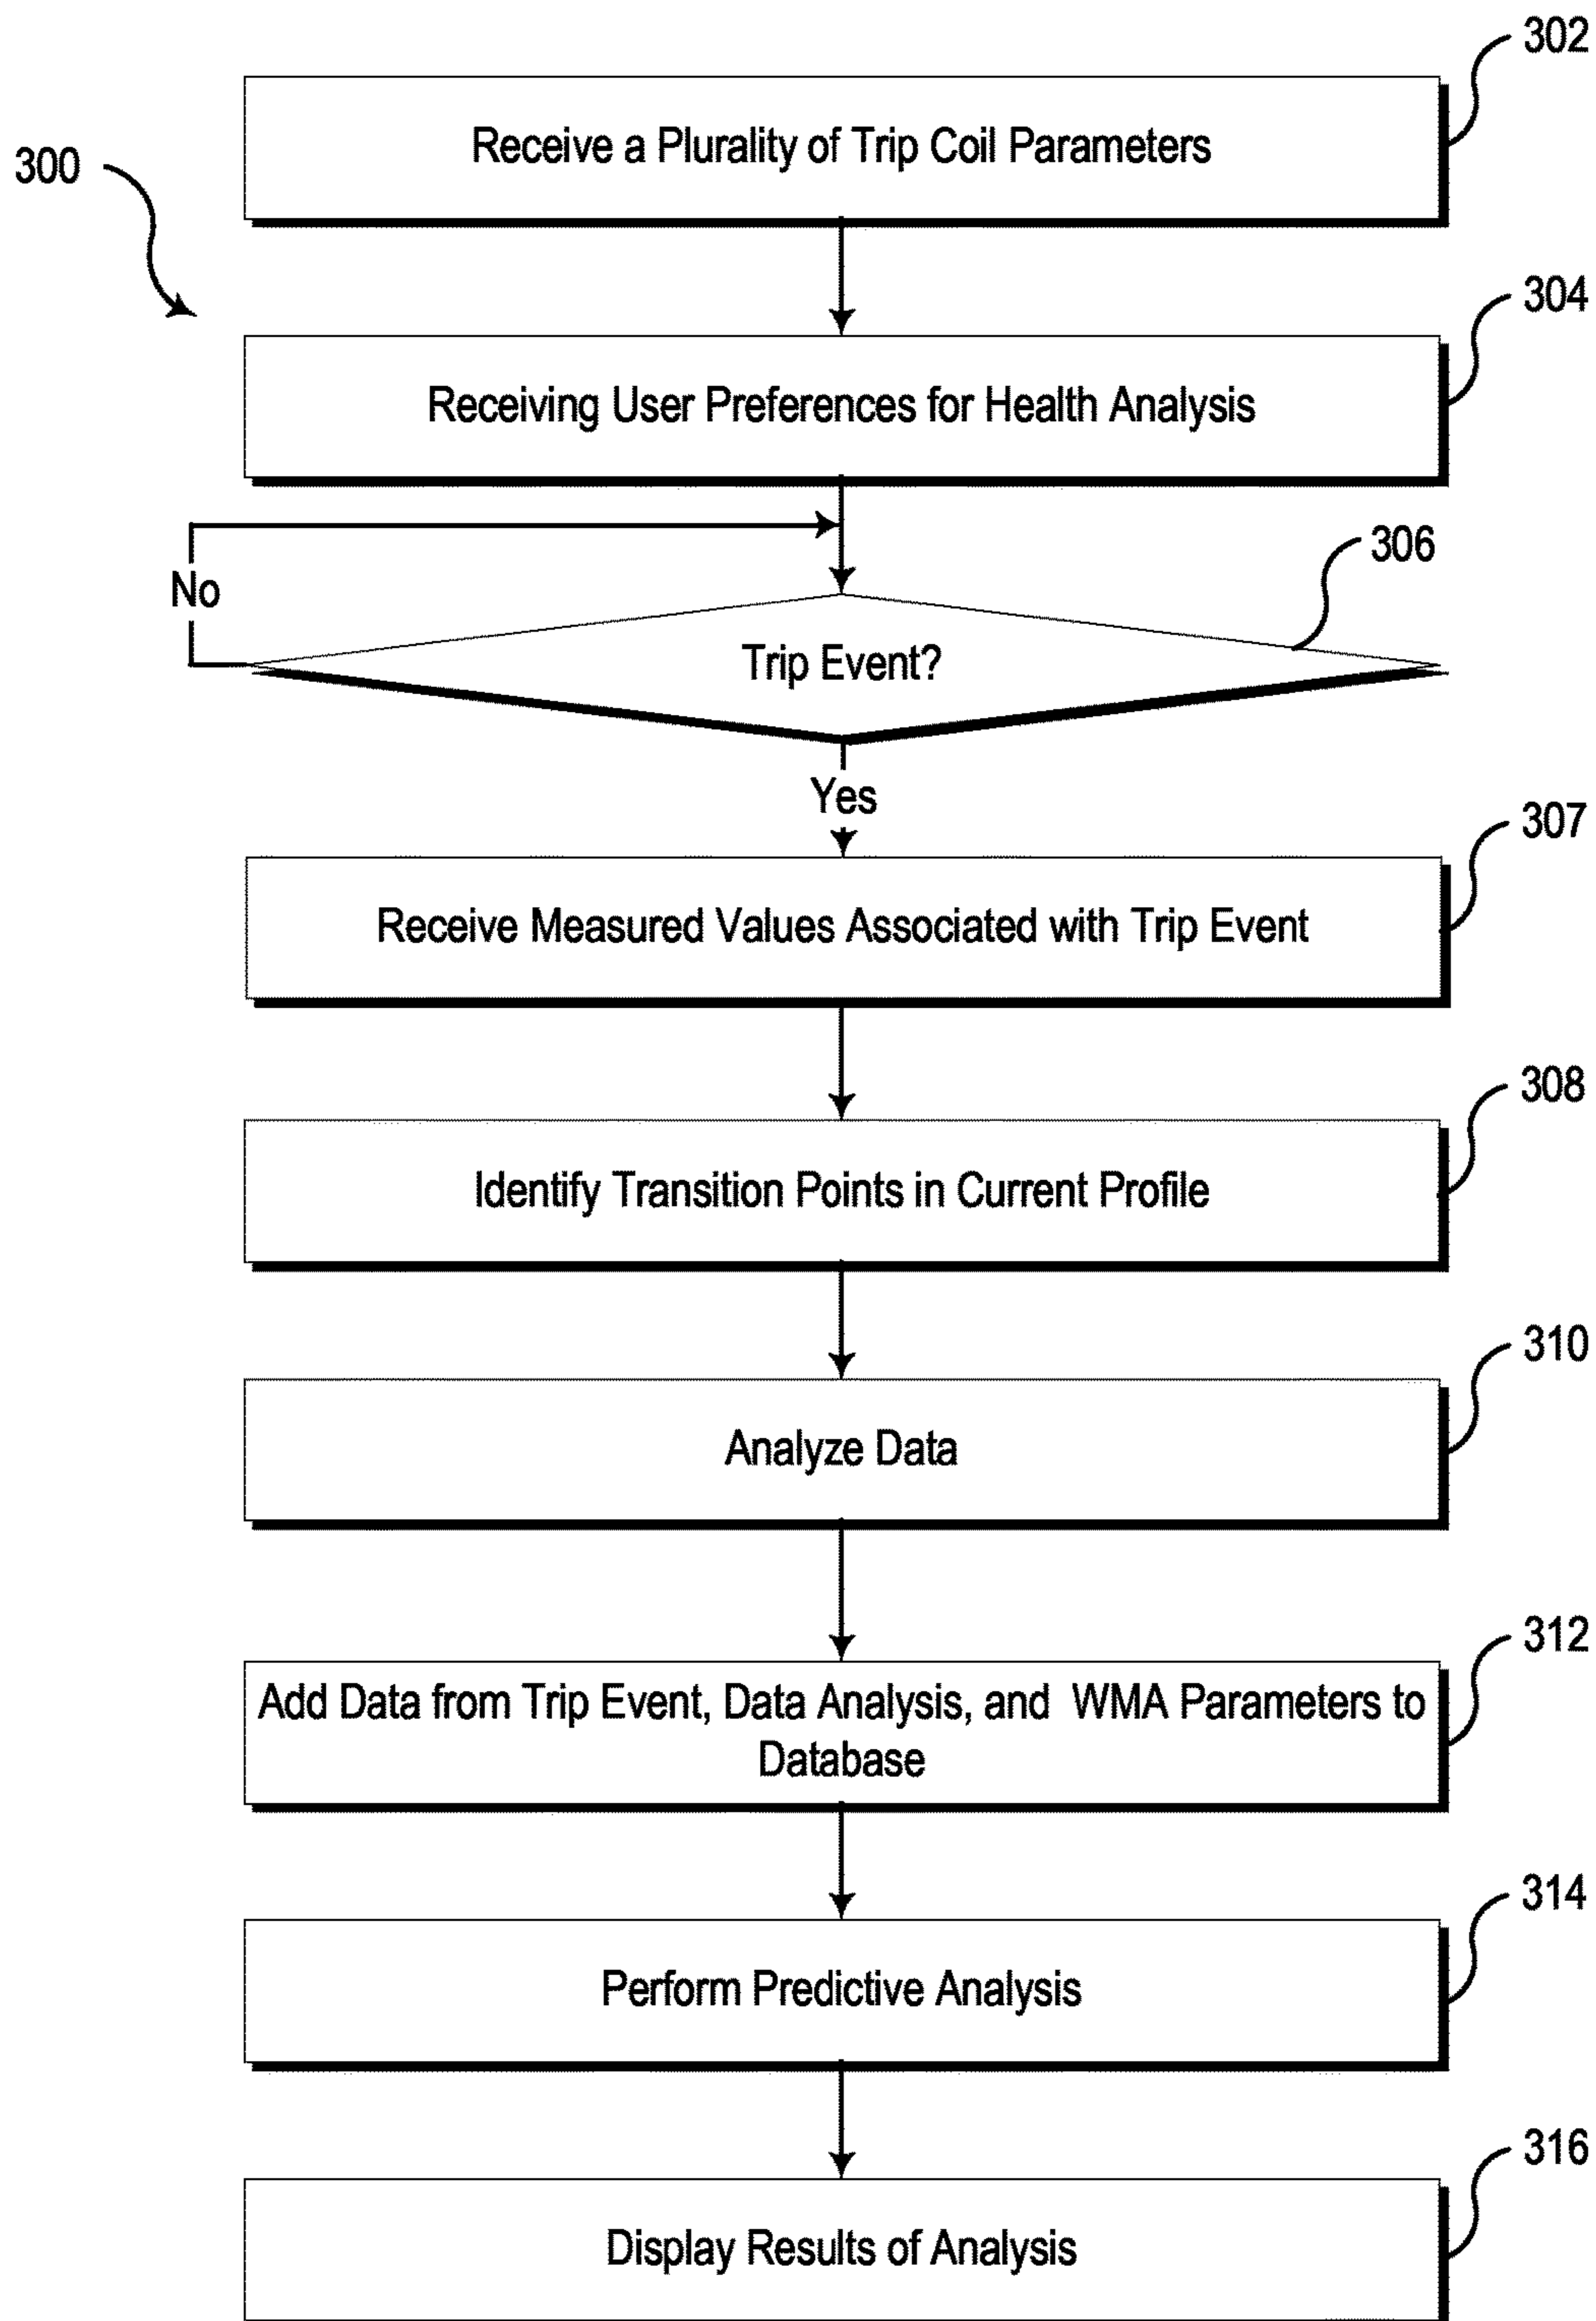 302
Receive a Plurality of Trip Coil Parameters
300
304
Receiving User Preferences for Health Analysis
306
No
Trip Event?
Yes
307
Receive Measured Values Associated with Trip Event
308
Identify Transition Points in Current Profile
310
Analyze Data
312
Add Data from Trip Event, Data Analysis, and WMA Parameters to
Database
314
Perform Predictive Analysis
316
Display Results of Analysis